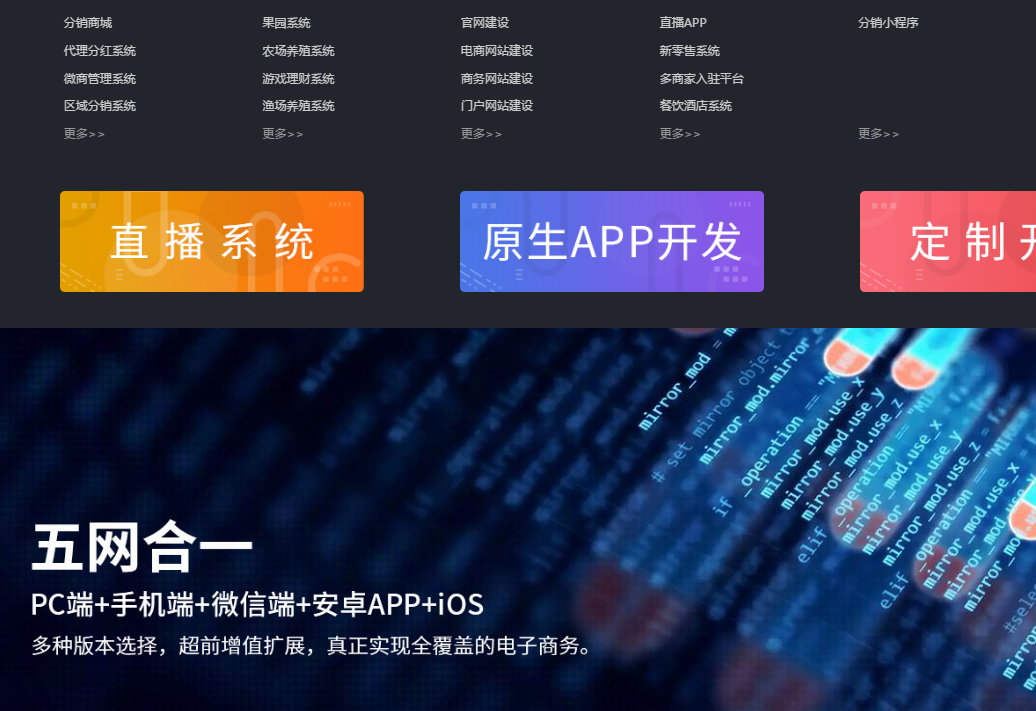 分销商城
果园系统
官网建设
直播APP
分销小程序
代理分红系统
农场养殖系统
电商网站建设
新零售系统
微商管理系统
游戏理财系统
商务网站建设
多商家入驻平台
区域分销系统
渔场养殖系统
门户网站建设
餐饮酒店系统
更多>>
更多>>
更多>>
更多>>
更多>>
直播系统
原生APP开发
定制开
mirror_mod =
# set mirror object t
mirror_mod.mirror_
if _operation == "M
mirror_mod.use_x
mirror_mod.use_y
mirror_mod.use_z
elif _operation == "MI
mirror_mod.use_x
mirror_mod.use_y
mirror_mod.use_z = fa
elif _operation == "MI
mirror_mod.use_x
五网合一
PC端+手机端+微信端+安卓APP+iOS
多种版本选择，超前增值扩展，真正实现全覆盖的电子商务。